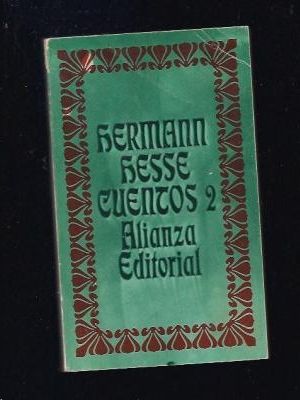 HERMANN
HESSE
CUENTOS 2
Alianza
Editorial